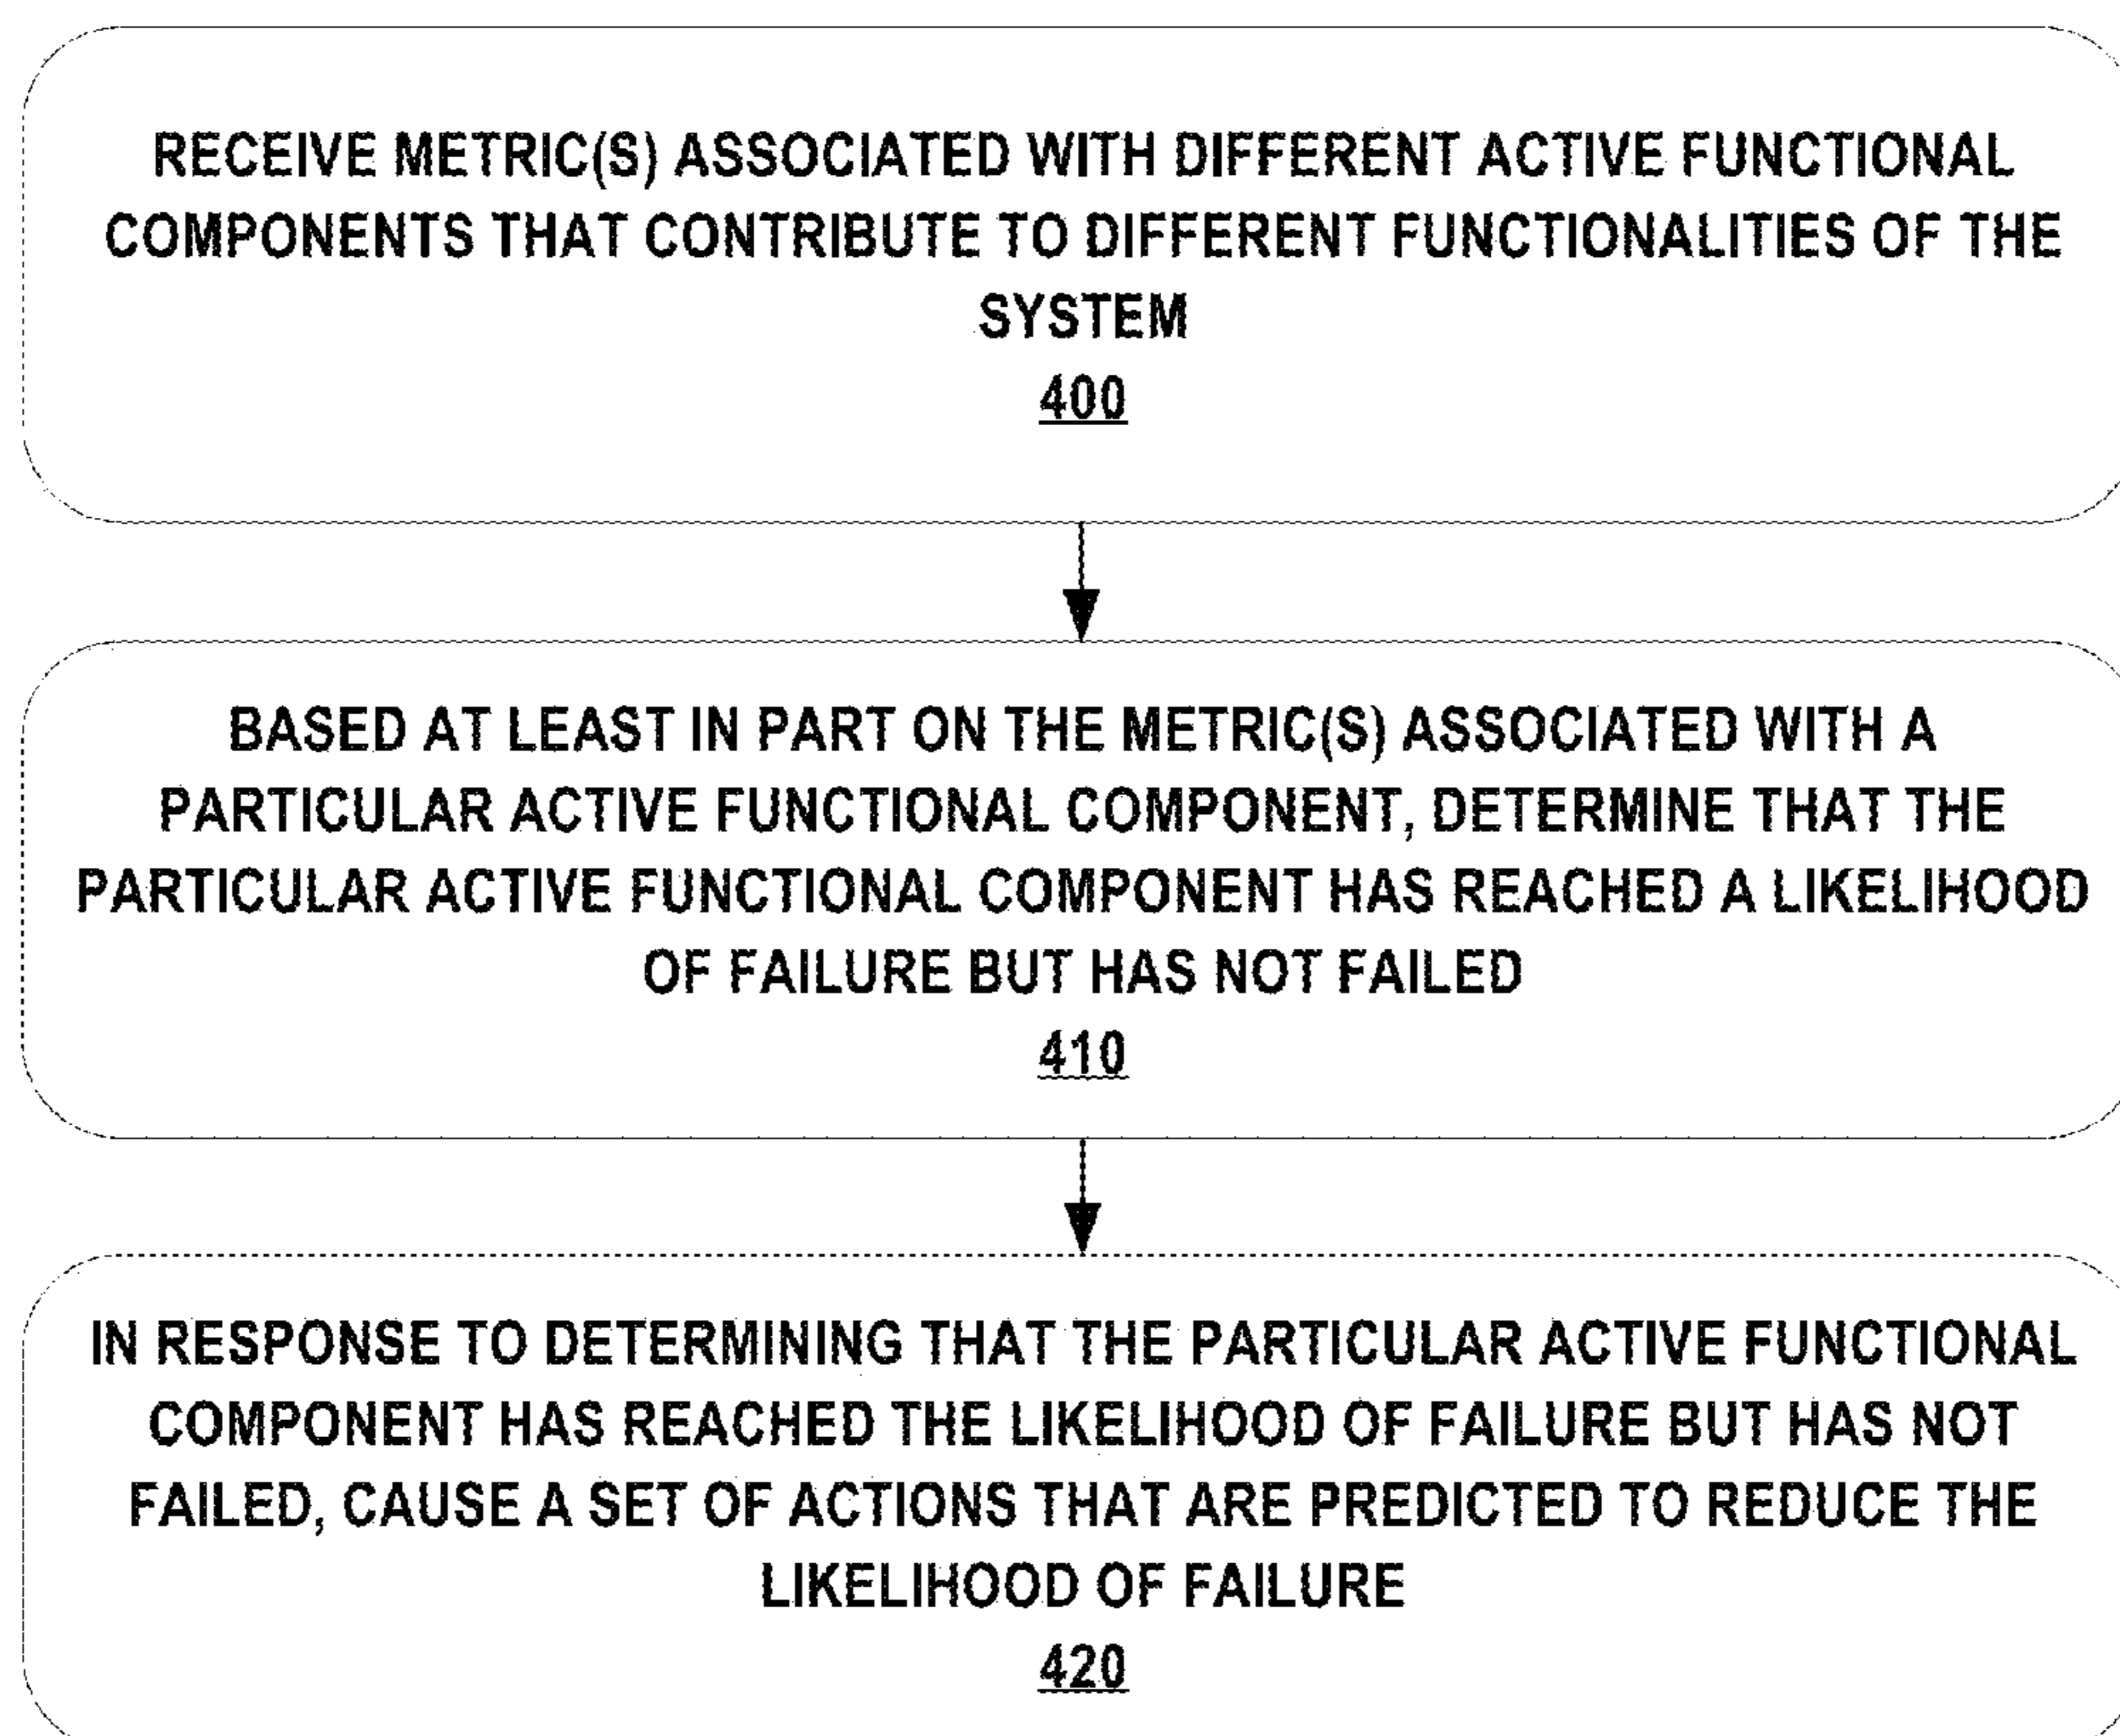 RECEIVE METRIC(S) ASSOCIATED WITH DIFFERENT ACTIVE FUNCTIONAL
COMPONENTS THAT CONTRIBUTE TO DIFFERENT FUNCTIONALITIES OF THE
SYSTEM
400
BASED AT LEAST IN PART ON THE METRIC(S) ASSOCIATED WITH A
PARTICULAR ACTIVE FUNCTIONAL COMPONENT, DETERMINE THAT THE
PARTICULAR ACTIVE FUNCTIONAL COMPONENT HAS REACHED A LIKELIHOOD
OF FAILURE BUT HAS NOT FAILED
410
IN RESPONSE TO DETERMINING THAT THE PARTICULAR ACTIVE FUNCTIONAL
COMPONENT HAS REACHED THE LIKELIHOOD OF FAILURE BUT HAS NOT
FAILED, CAUSE A SET OF ACTIONS THAT ARE PREDICTED TO REDUCE THE
LIKELIHOOD OF FAILURE
420